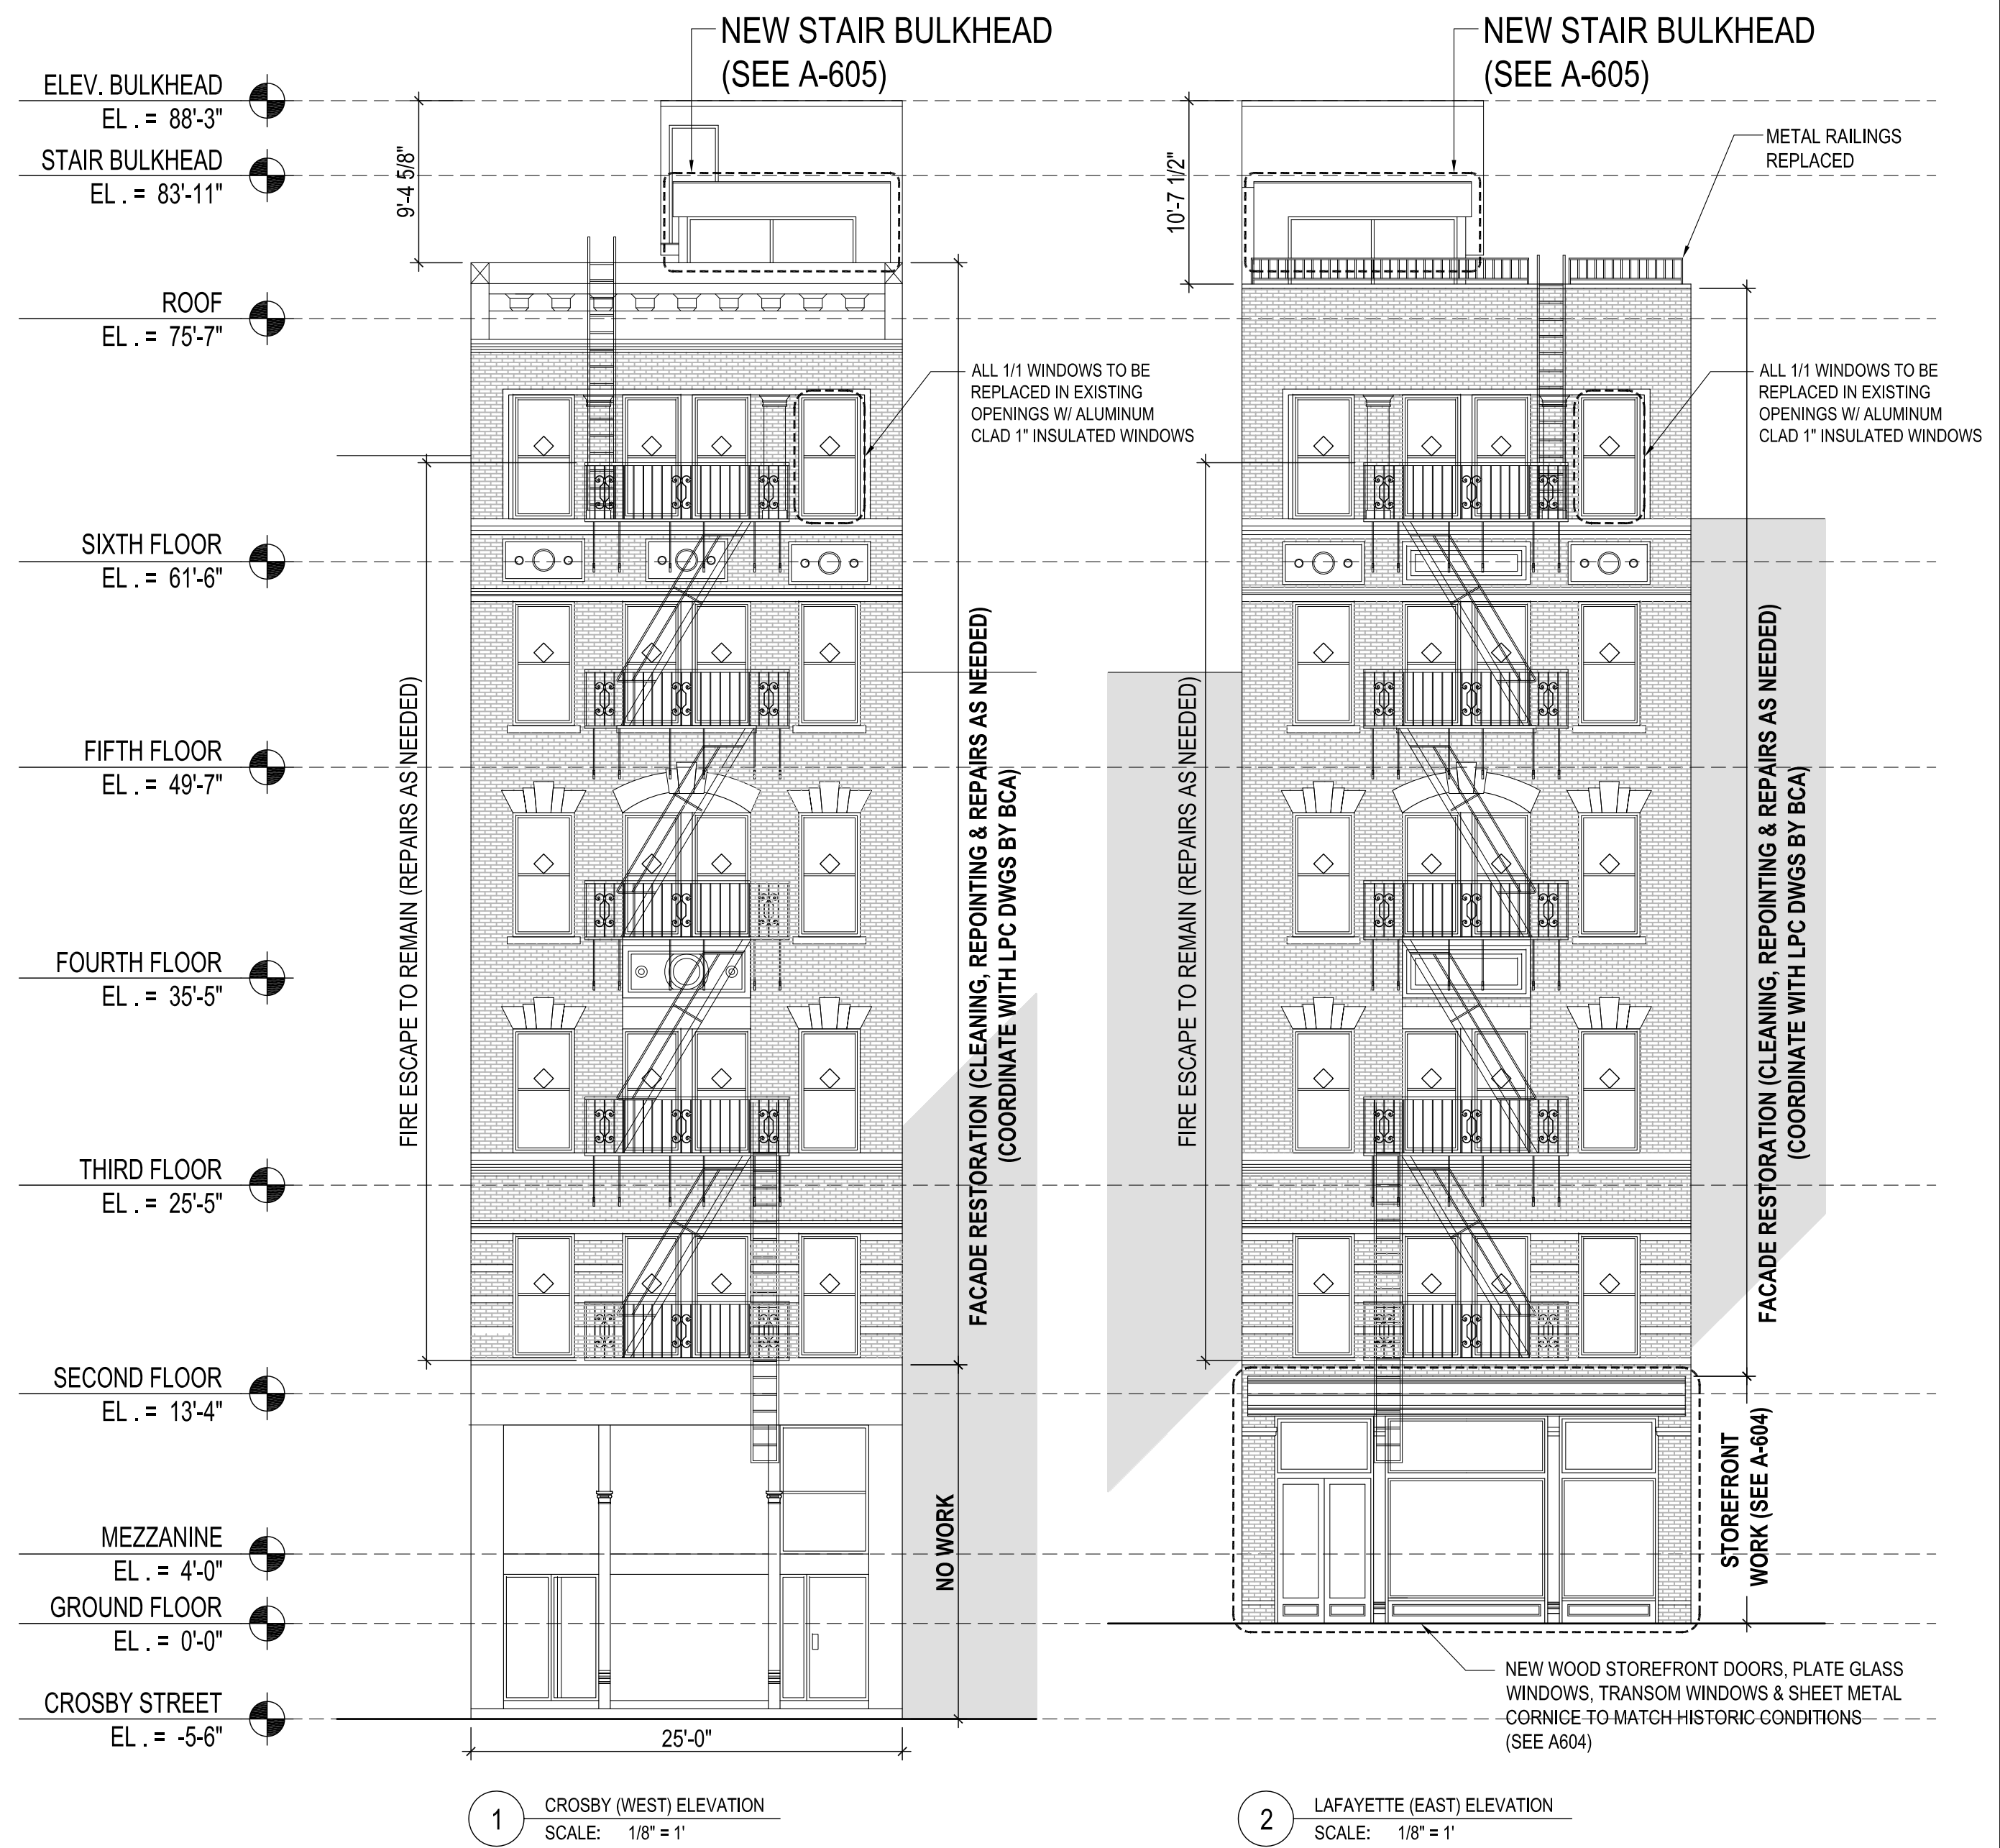 NEW STAIR BULKHEAD
(SEE A-605)
NEW STAIR BULKHEAD
(SEE A-605)
ELEV. BULKHEAD
EL . = 88'-3"
STAIR BULKHEAD
EL . = 83'-11"
ROOF
EL . = 75'-7"
SIXTH FLOOR
EL . = 61'-6"
FIFTH FLOOR
EL . = 49'-7"
FOURTH FLOOR
EL . = 35'-5"
THIRD FLOOR
EL . = 25'-5"
SECOND FLOOR
EL . = 13'-4"
MEZZANINE
EL . = 4'-0"
GROUND FLOOR
EL . = 0'-0"
CROSBY STREET
EL . = -5-6"
9'-4 5/8"
FIRE ESCAPE TO REMAIN (REPAIRS AS NEEDED)
ALL 1/1 WINDOWS TO BE
REPLACED IN EXISTING
OPENINGS W/ ALUMINUM
CLAD 1" INSULATED WINDOWS
FACADE RESTORATION (CLEANING, REPOINTING & REPAIRS AS NEEDED)
(COORDINATE WITH LPC DWGS BY BCA)
NO WORK
25'-0"
10'-7 1/2"
METAL RAILINGS
REPLACED
ALL 1/1 WINDOWS TO BE
REPLACED IN EXISTING
OPENINGS W/ ALUMINUM
CLAD 1" INSULATED WINDOWS
FIRE ESCAPE TO REMAIN (REPAIRS AS NEEDED)
FACADE RESTORATION (CLEANING, REPOINTING & REPAIRS AS NEEDED)
(COORDINATE WITH LPC DWGS BY BCA)
STOREFRONT
WORK (SEE A-604)
NEW WOOD STOREFRONT DOORS, PLATE GLASS
WINDOWS, TRANSOM WINDOWS & SHEET METAL
CORNICE TO MATCH HISTORIC CONDITIONS
(SEE A604)
1
CROSBY (WEST) ELEVATION
SCALE: 1/8" = 1'
2
LAFAYETTE (EAST) ELEVATION
SCALE: 1/8" = 1'